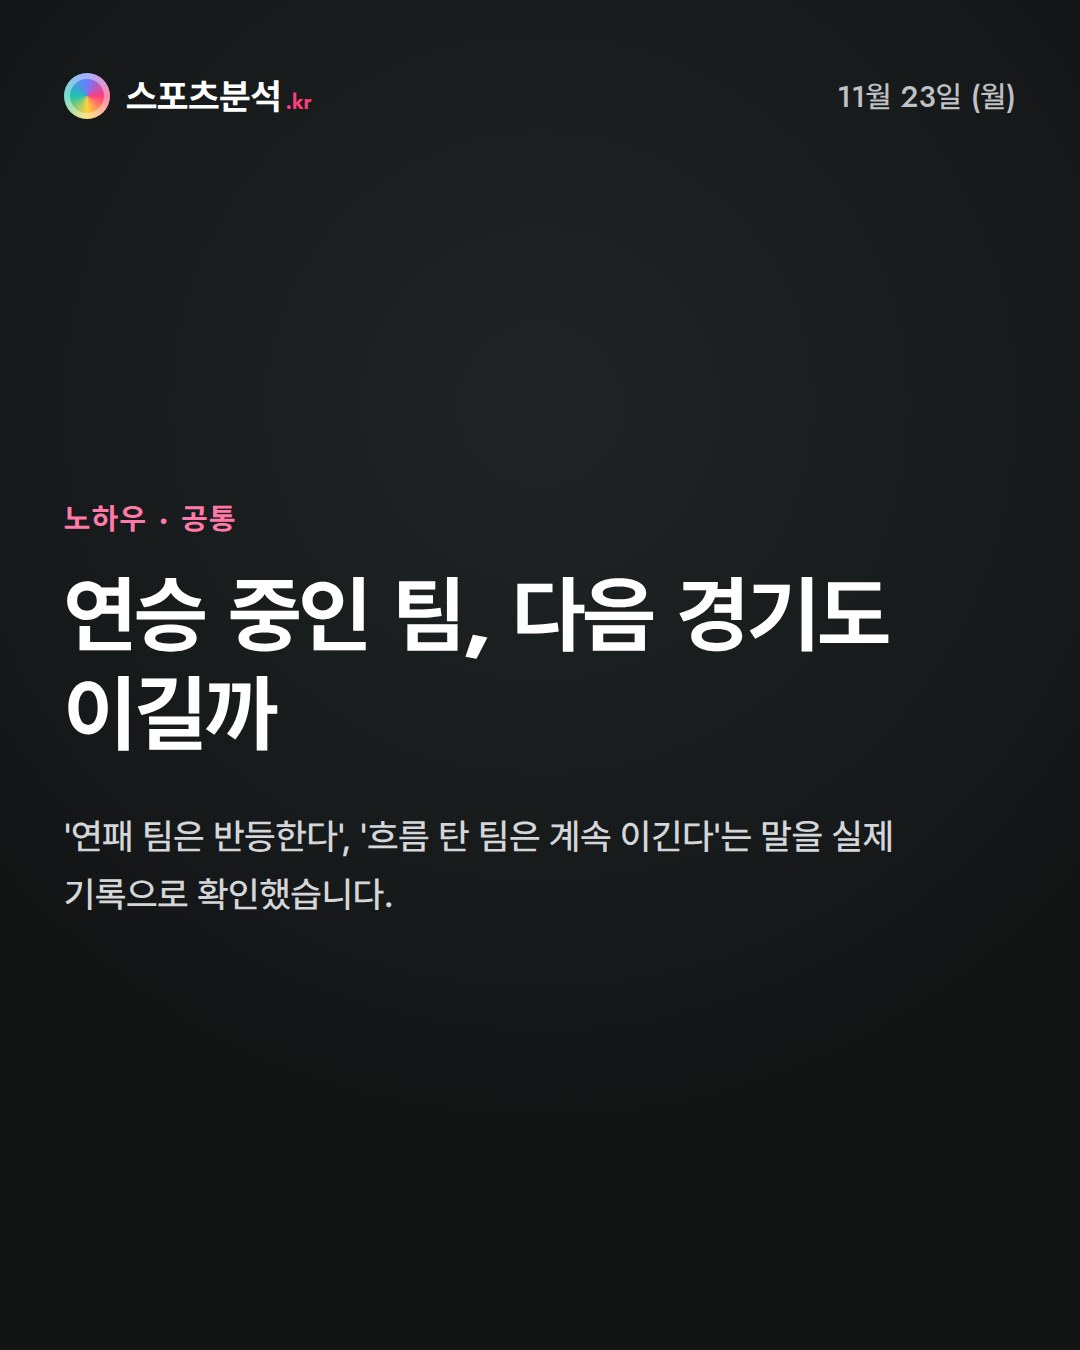 스포츠분석.kr
11월 23일 (월)
노하우 · 공통
연승 중인 팀, 다음 경기도
이길까
'연패 팀은 반등한다', '흐름 탄 팀은 계속 이긴다'는 말을 실제
기록으로 확인했습니다.